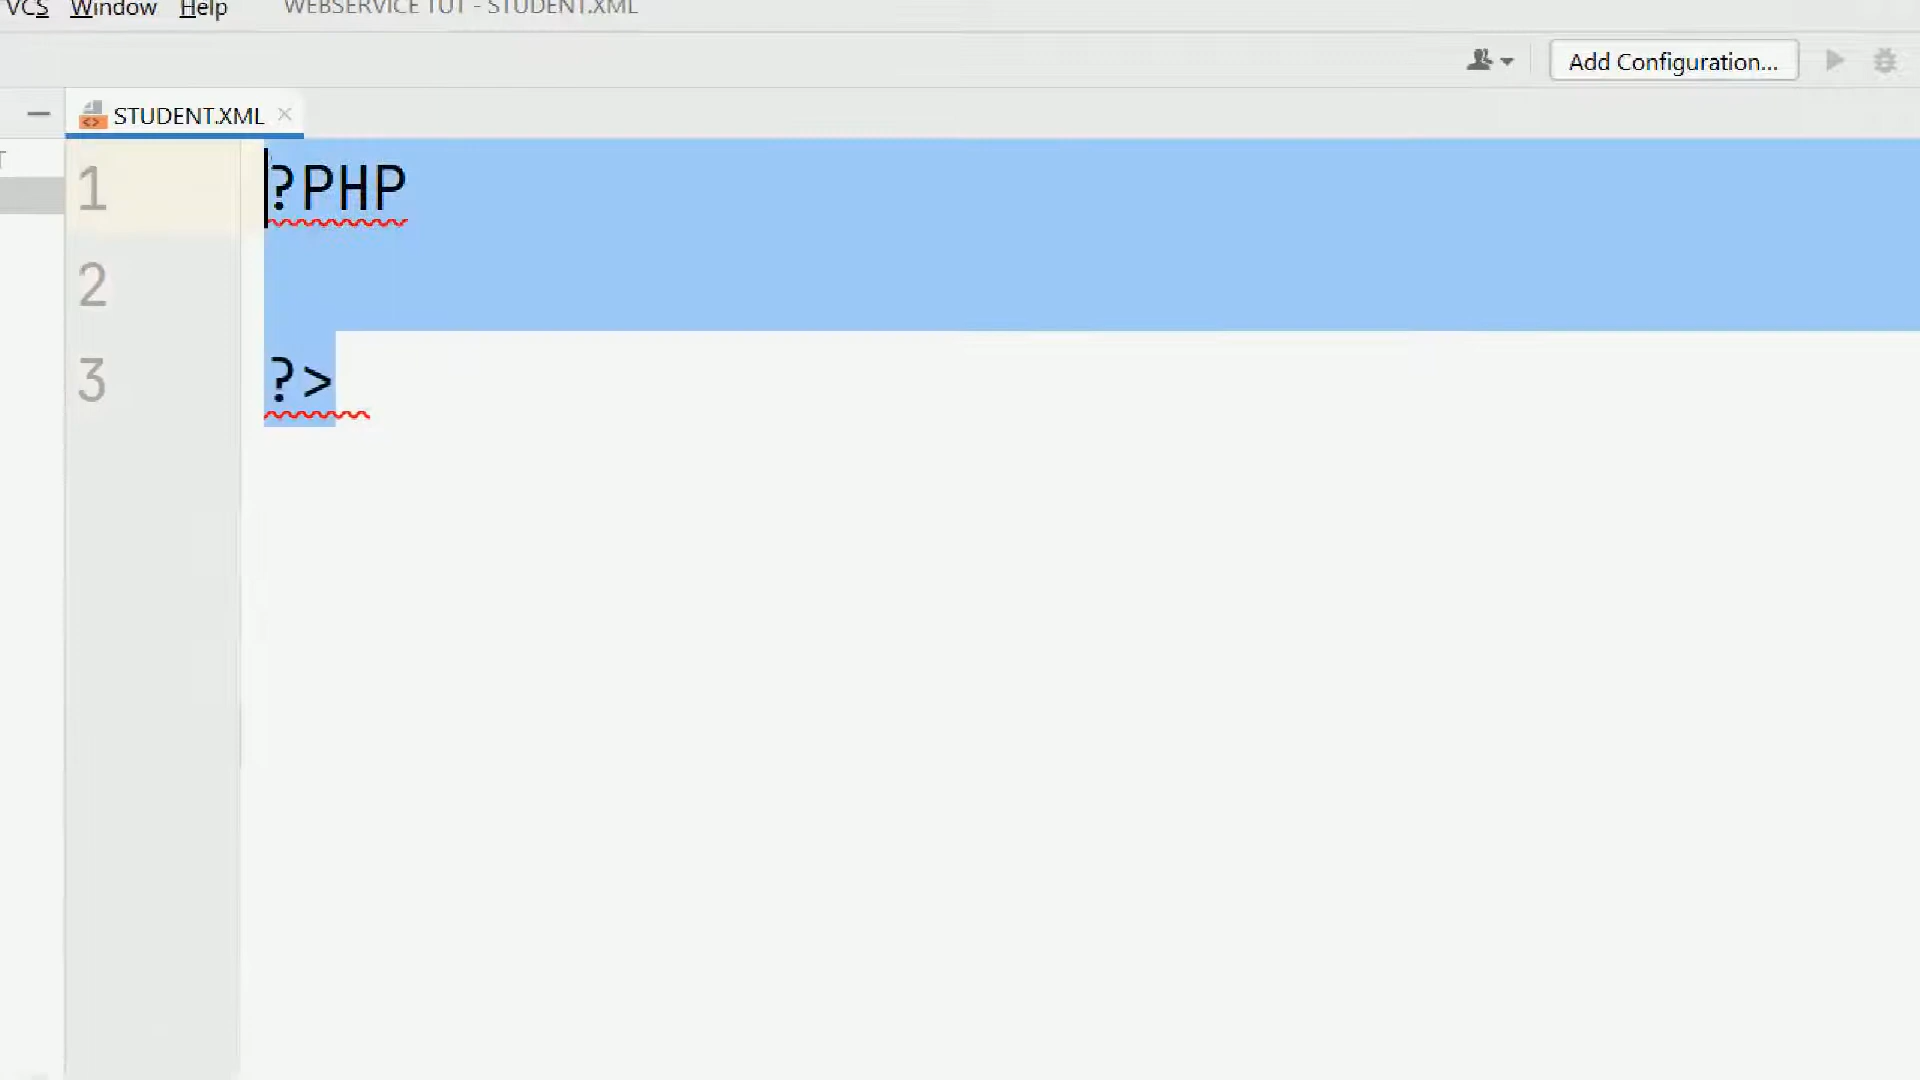 VCS Window Help WEBSERVICE TUT - STUDENT.XML
Add Configuration...
STUDENT.XML
T
1 ?PHP
2
3 ?>